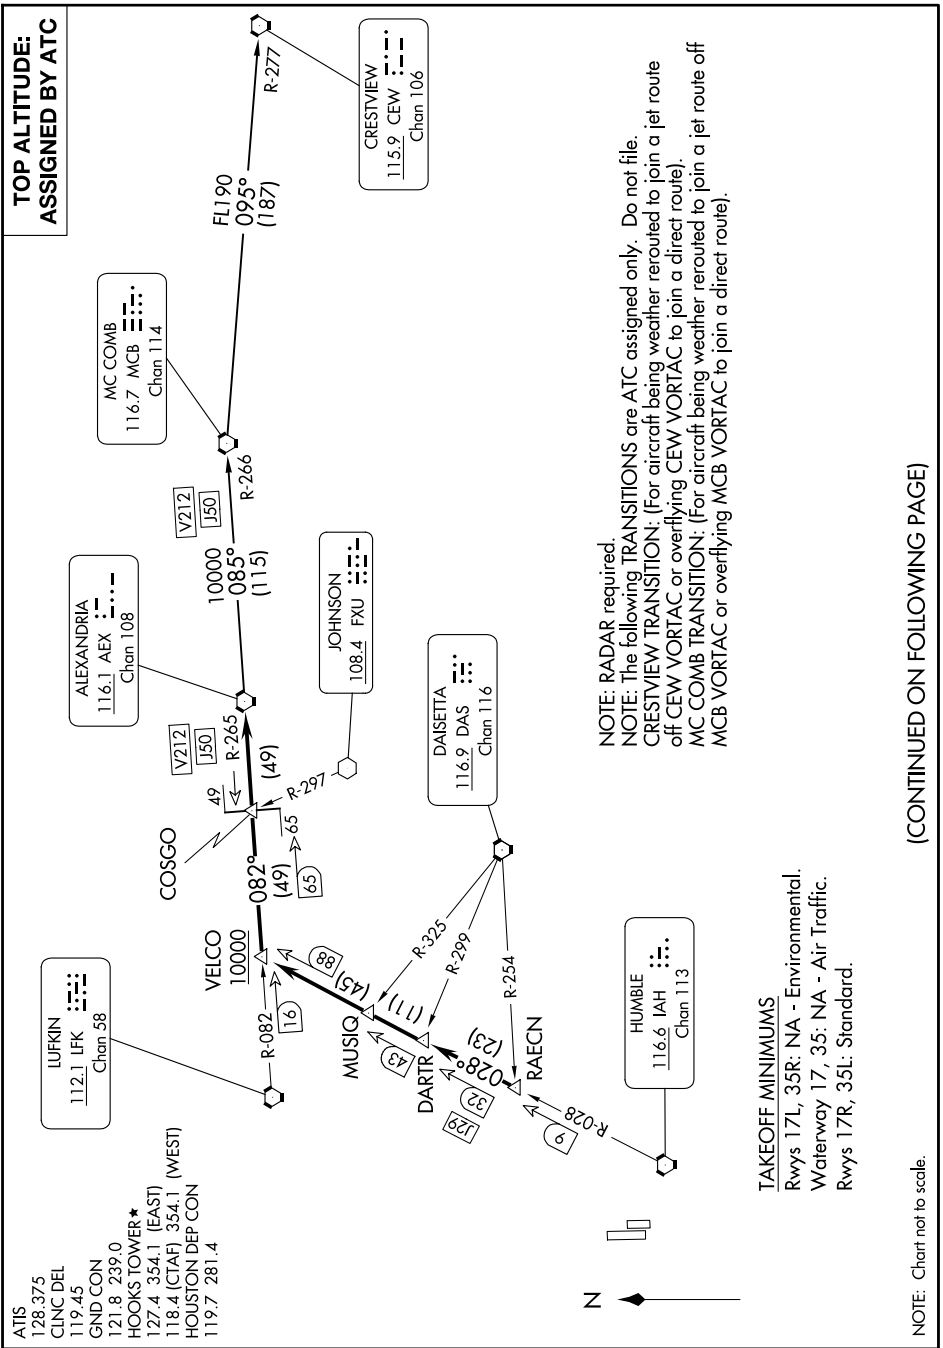 TOP ALTITUDE:
ASSIGNED BY ATC
ATIS
128.375
CLNC DEL
119.45
GND CON
121.8 239.0
HOOKS TOWER★
127.4 354.1 (EAST)
118.4 (CTAF) 354.1 (WEST)
HOUSTON DEP CON
119.7 281.4
LUFKIN
112.1 LFK
Chan 58
R-082
16
VELCO
10000
COSGO
082°
(49)
65
65
49
R-265
(49)
V212
J50
ALEXANDRIA
116.1 AEX
Chan 108
10000
085°
(115)
V212
J50
R-266
MC COMB
116.7 MCB
Chan 114
FL190
095°
(187)
R-277
CRESTVIEW
115.9 CEW
Chan 106
JOHNSON
108.4 FXU
R-297
DAISETTA
116.9 DAS
Chan 116
R-325
R-299
R-254
88
(45)
MUSIQ
(11)
43
DARTR
028°
(23)
32
J29
RAECN
9
R-028
HUMBLE
116.6 IAH
Chan 113
N
NOTE: RADAR required.
NOTE: The following TRANSITIONS are ATC assigned only. Do not file.
CRESTVIEW TRANSITION: (For aircraft being weather rerouted to join a jet route
off CEW VORTAC or overflying CEW VORTAC to join a direct route).
MC COMB TRANSITION: (For aircraft being weather rerouted to join a jet route off
MCB VORTAC or overflying MCB VORTAC to join a direct route).
TAKEOFF MINIMUMS
Rwys 17L, 35R: NA - Environmental.
Waterway 17, 35: NA - Air Traffic.
Rwys 17R, 35L: Standard.
(CONTINUED ON FOLLOWING PAGE)
NOTE: Chart not to scale.